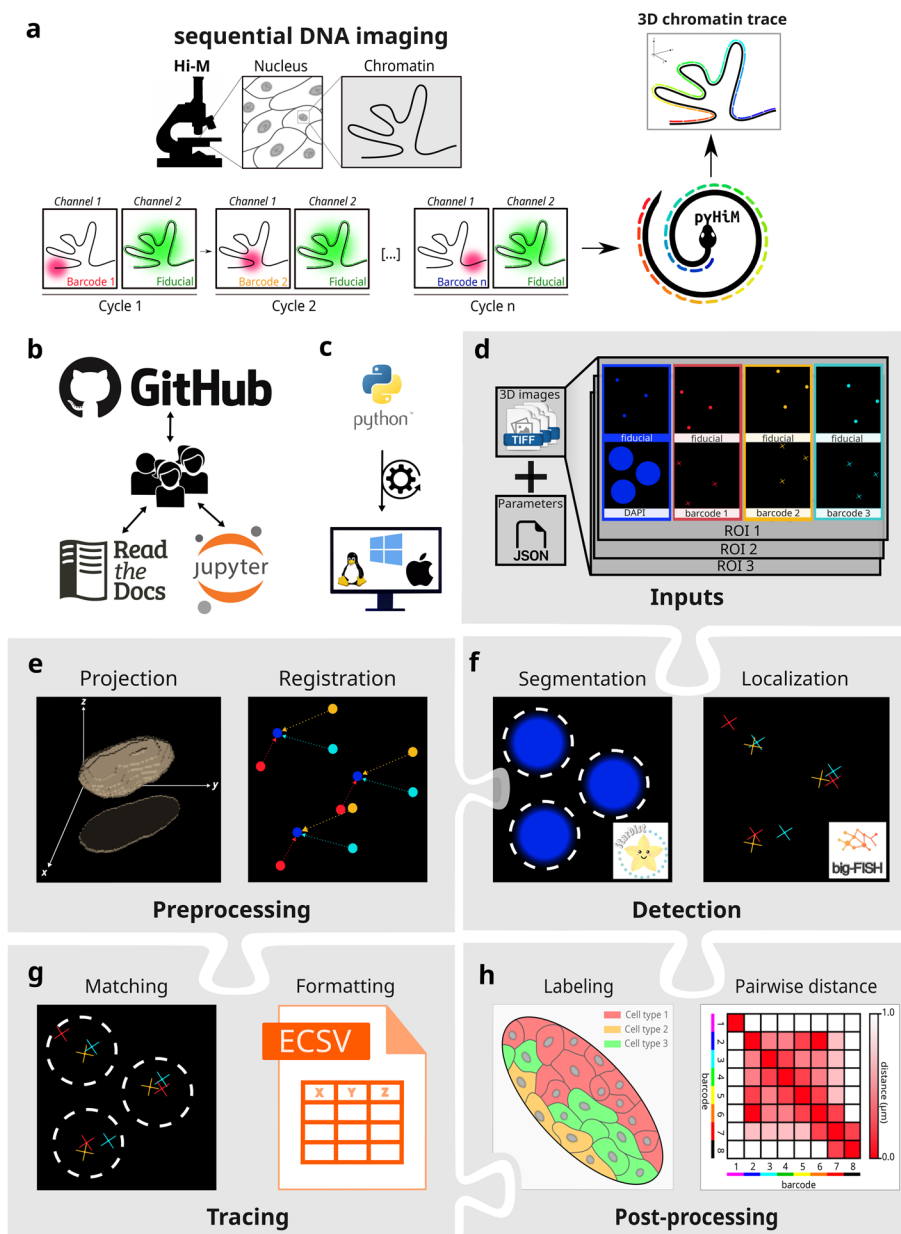 a
sequential DNA imaging
Hi-M
Nucleus
Chromatin
3D chromatin trace
Channel 1
Channel 2
Channel 1
Channel 2
Channel 1
Channel 2
Barcode 1
Fiducial
Barcode 2
Fiducial
[...]
Barcode n
Fiducial
Cycle 1
Cycle 2
Cycle n
pyHiM
b
GitHub
Read
the
Docs
jupyter
c
python™
d
3D images
TIFF
Parameters
JSON
fiducial
fiducial
fiducial
fiducial
DAPI
barcode 1
barcode 2
barcode 3
ROI 1
ROI 2
ROI 3
Inputs
e
Projection
Registration
z
y
x
Preprocessing
f
Segmentation
Localization
StarDist
big-FISH
Detection
g
Matching
Formatting
ECSV
X Y Z
Tracing
h
Labeling
Pairwise distance
Cell type 1
Cell type 2
Cell type 3
barcode
1
2
3
4
5
6
7
8
1 2 3 4 5 6 7 8
barcode
1.0
distance (μm)
0.0
Post-processing